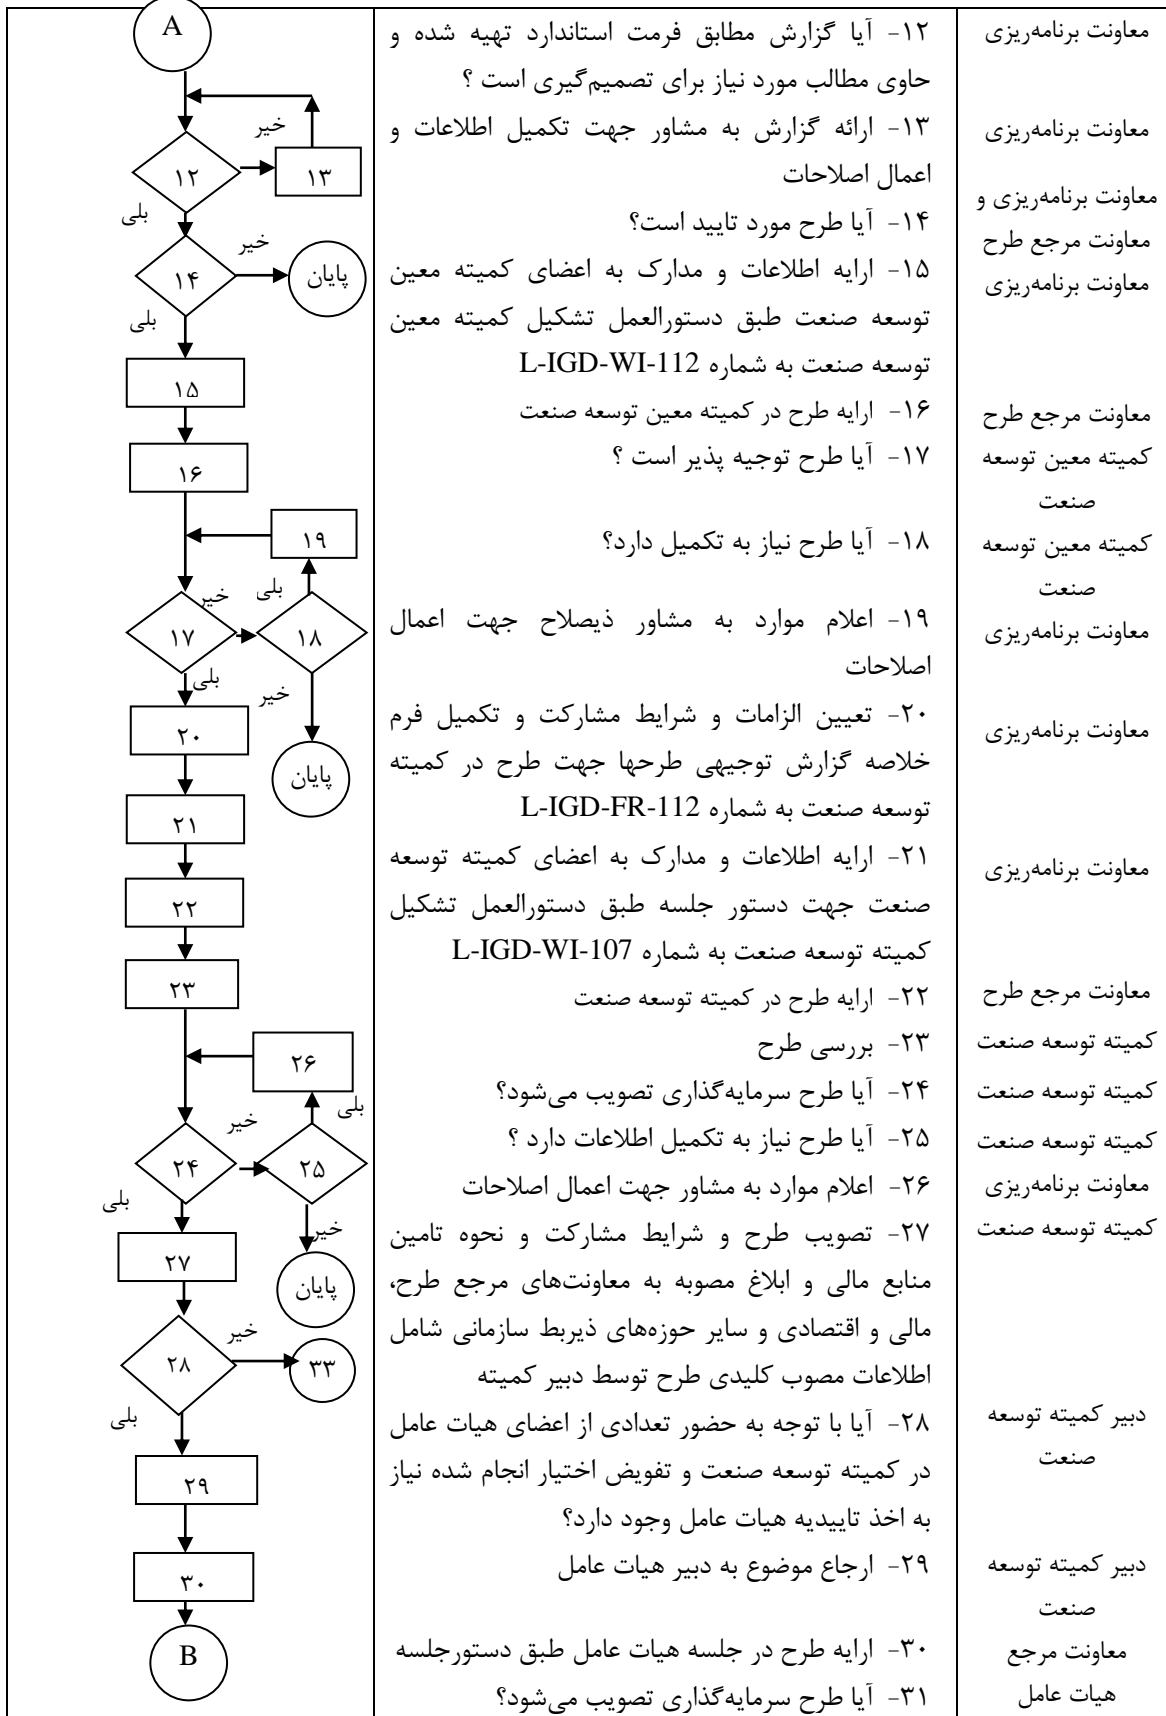 معاونت برنامه‌ریزی
معاونت برنامه‌ریزی
معاونت برنامه‌ریزی و
معاونت مرجع طرح
معاونت برنامه‌ریزی
معاونت مرجع طرح
کمیته معین توسعه
صنعت
کمیته معین توسعه
صنعت
معاونت برنامه‌ریزی
معاونت برنامه‌ریزی
معاونت برنامه‌ریزی
معاونت مرجع طرح
کمیته توسعه صنعت
کمیته توسعه صنعت
کمیته توسعه صنعت
معاونت برنامه‌ریزی
کمیته توسعه صنعت
دبیر کمیته توسعه
صنعت
دبیر کمیته توسعه
صنعت
معاونت مرجع
هیات عامل
۱۲- آیا گزارش مطابق فرمت استاندارد تهیه شده و
حاوی مطالب مورد نیاز برای تصمیم‌گیری است ؟
۱۳- ارائه گزارش به مشاور جهت تکمیل اطلاعات و
اعمال اصلاحات
۱۴- آیا طرح مورد تایید است؟
۱۵- ارایه اطلاعات و مدارک به اعضای کمیته معین
توسعه صنعت طبق دستورالعمل تشکیل کمیته معین
توسعه صنعت به شماره L-IGD-WI-112
۱۶- ارایه طرح در کمیته معین توسعه صنعت
۱۷- آیا طرح توجیه پذیر است ؟
۱۸- آیا طرح نیاز به تکمیل دارد؟
۱۹- اعلام موارد به مشاور ذیصلاح جهت اعمال
اصلاحات
۲۰- تعیین الزامات و شرایط مشارکت و تکمیل فرم
خلاصه گزارش توجیهی طرحها جهت طرح در کمیته
توسعه صنعت به شماره L-IGD-FR-112
۲۱- ارایه اطلاعات و مدارک به اعضای کمیته توسعه
صنعت جهت دستور جلسه طبق دستورالعمل تشکیل
کمیته توسعه صنعت به شماره L-IGD-WI-107
۲۲- ارایه طرح در کمیته توسعه صنعت
۲۳- بررسی طرح
۲۴- آیا طرح سرمایه‌گذاری تصویب می‌شود؟
۲۵- آیا طرح نیاز به تکمیل اطلاعات دارد ؟
۲۶- اعلام موارد به مشاور جهت اعمال اصلاحات
۲۷- تصویب طرح و شرایط مشارکت و نحوه تامین
منابع مالی و ابلاغ مصوبه به معاونت‌های مرجع طرح،
مالی و اقتصادی و سایر حوزه‌های ذیربط سازمانی شامل
اطلاعات مصوب کلیدی طرح توسط دبیر کمیته
۲۸- آیا با توجه به حضور تعدادی از اعضای هیات عامل
در کمیته توسعه صنعت و تفویض اختیار انجام شده نیاز
به اخذ تاییدیه هیات عامل وجود دارد؟
۲۹- ارجاع موضوع به دبیر هیات عامل
۳۰- ارایه طرح در جلسه هیات عامل طبق دستورجلسه
۳۱- آیا طرح سرمایه‌گذاری تصویب می‌شود؟
A
خیر
۱۲
۱۳
بلی
خیر
۱۴
پایان
بلی
۱۵
۱۶
۱۹
بلی
خیر
۱۷
۱۸
بلی
خیر
۲۰
پایان
۲۱
۲۲
۲۳
۲۶
بلی
خیر
۲۴
۲۵
بلی
خیر
۲۷
پایان
خیر
۲۸
۳۳
بلی
۲۹
۳۰
B